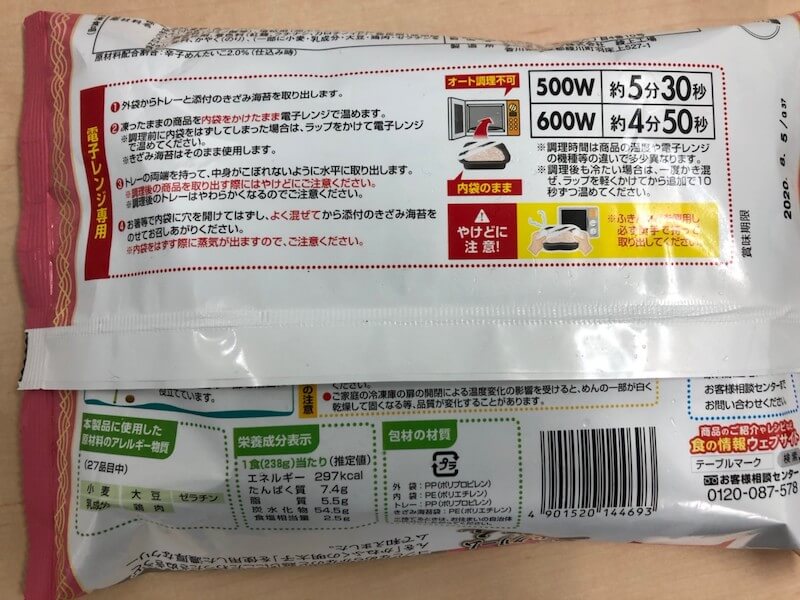 原材料配合割合：辛子めんたいこ2.0%(仕込み時)
電子レンジ専用
❶外袋からトレーと添付のきざみ海苔を取り出します。
❷凍ったままの商品を内袋をかけたまま電子レンジで温めます。
※調理前に内袋をはずしてしまった場合は、ラップをかけて電子レンジ
で温めてください。
※きざみ海苔はそのまま使用します。
❸トレーの両端を持って、中身がこぼれないように水平に取り出します。
※調理後の商品を取り出す際にはやけどにご注意ください。
※調理後のトレーはやわらかくなるのでご注意ください。
❹お箸等で内袋に穴を開けてはずし、よく混ぜてから添付のきざみ海苔を
のせてお召しあがりください。
※内袋をはずす際に蒸気が出ますので、ご注意ください。
オート調理不可
内袋のまま
500W 約5分30秒
600W 約4分50秒
※調理時間は商品の温度や電子レンジ
の機種等の違いで多少異なります。
※調理後も冷たい場合は、一度かき混
ぜ、ラップを軽くかけてから追加で10
秒ずつ温めてください。
やけどに
注意!
必ず両手で持って
取り出してください
賞味期限
2020. 8. 5
役立てています。
の注意
●ご家庭の冷凍庫の扉の開閉による温度変化の影響を受けると、めんの一部が白く
乾燥して固くなる等、品質が変化することがあります。
お客様相談センターま
お問い合わせください
本製品に使用した
原材料のアレルギー物質
(27品目中)
小麦 大豆 ゼラチン
乳成分 鶏肉
栄養成分表示
1食(238g)当たり(推定値)
エネルギー 297kcal
たんぱく質 7.4g
脂質 5.5g
炭水化物 54.5g
食塩相当量 2.5g
包材の材質
プラ
外袋：PP(ポリプロピレン)
内袋：PE(ポリエチレン)
トレー：PP(ポリプロピレン)
きざみ海苔袋：PP(ポリプロピレン),PE(ポリエチレン)
4 901520 144693
商品のご紹介やレシピも
食の情報ウェブサイト
テーブルマーク 検索
お客様相談センター
0120-087-578